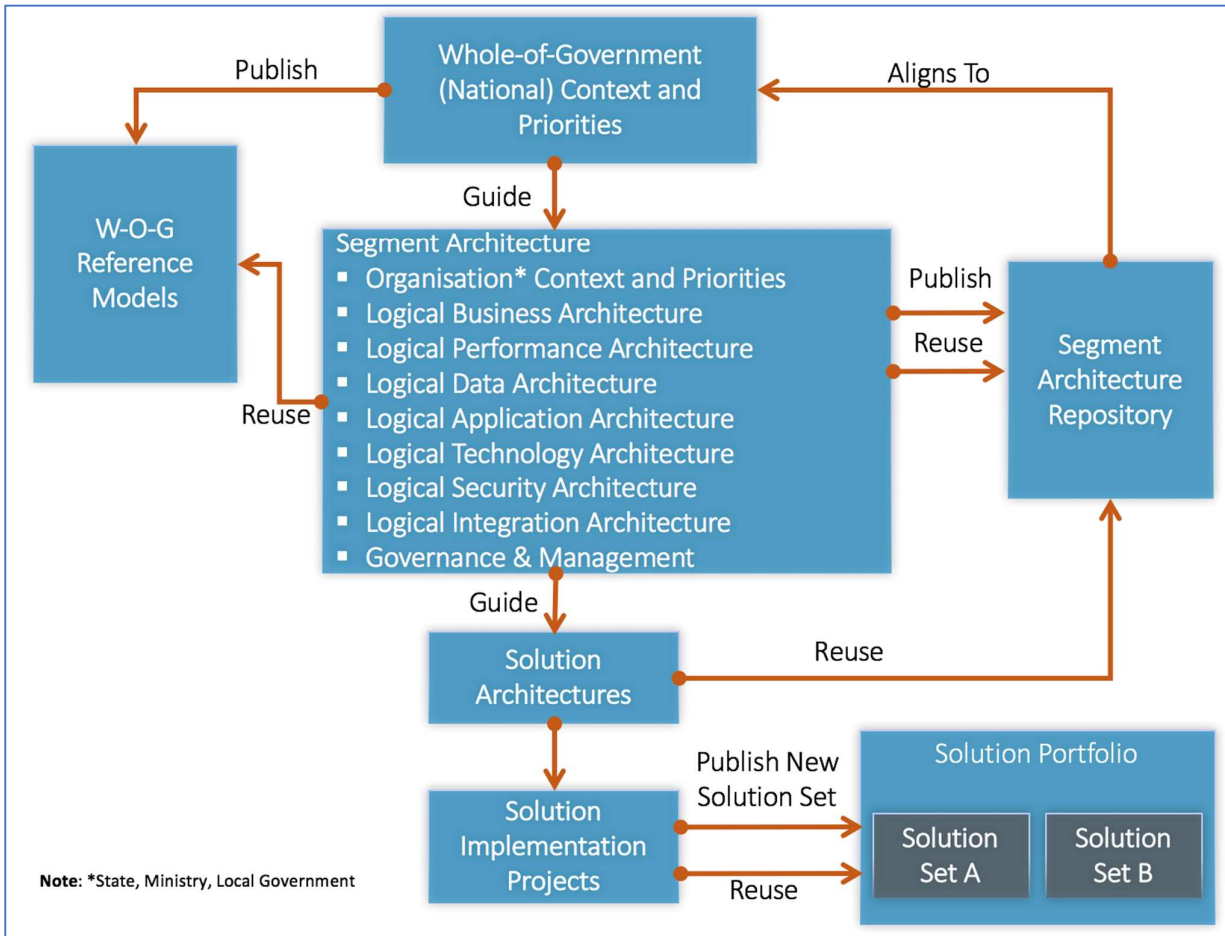 Whole-of-Government
(National) Context and
Priorities
Publish
Aligns To
W-O-G
Reference
Models
Guide
Segment Architecture
▪ Organisation* Context and Priorities
▪ Logical Business Architecture
▪ Logical Performance Architecture
▪ Logical Data Architecture
▪ Logical Application Architecture
▪ Logical Technology Architecture
▪ Logical Security Architecture
▪ Logical Integration Architecture
▪ Governance & Management
Reuse
Publish
Reuse
Segment
Architecture
Repository
Guide
Solution
Architectures
Reuse
Solution
Implementation
Projects
Publish New
Solution Set
Reuse
Solution Portfolio
Solution
Set A
Solution
Set B
Note: *State, Ministry, Local Government